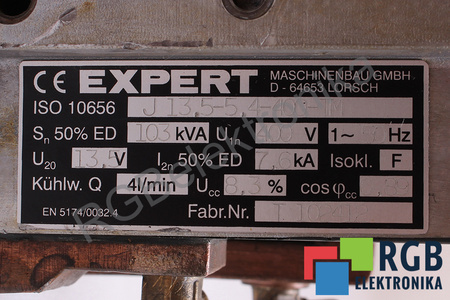 CE EXPERT MASCHINENBAU GMBH
D - 64653 LORSCH
ISO 10656 J 13,5-5,4-
Sn 50% ED 103 kVA U1n 400 V 1~ Hz
U20 13,5 V I2n 50% ED 7,6 kA Isokl. F
Kühlw. Q 4l/min Ucc 8,3 % cos φcc
EN 5174/0032.4 Fabr.Nr.
RGB
ELEKTRONIKA